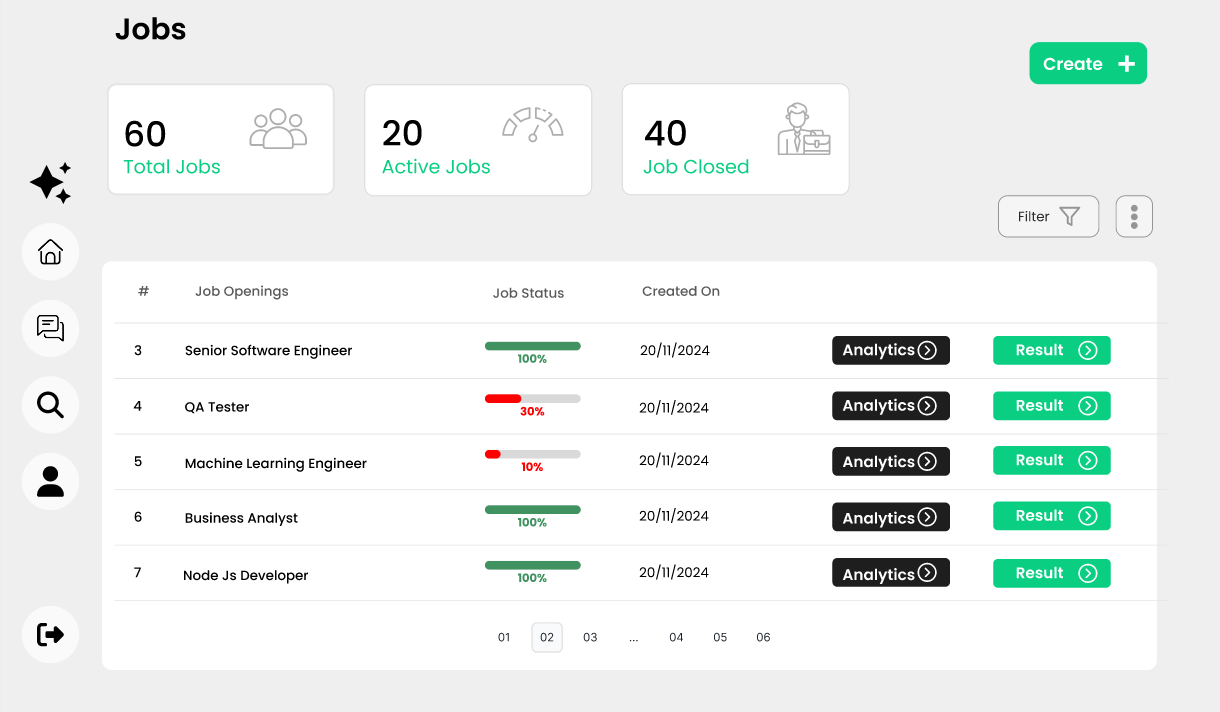 Jobs
Create +
60
Total Jobs
20
Active Jobs
40
Job Closed
Filter
# Job Openings Job Status Created On
3 Senior Software Engineer 100% 20/11/2024 Analytics Result
4 QA Tester 30% 20/11/2024 Analytics Result
5 Machine Learning Engineer 10% 20/11/2024 Analytics Result
6 Business Analyst 100% 20/11/2024 Analytics Result
7 Node Js Developer 100% 20/11/2024 Analytics Result
01 02 03 ... 04 05 06